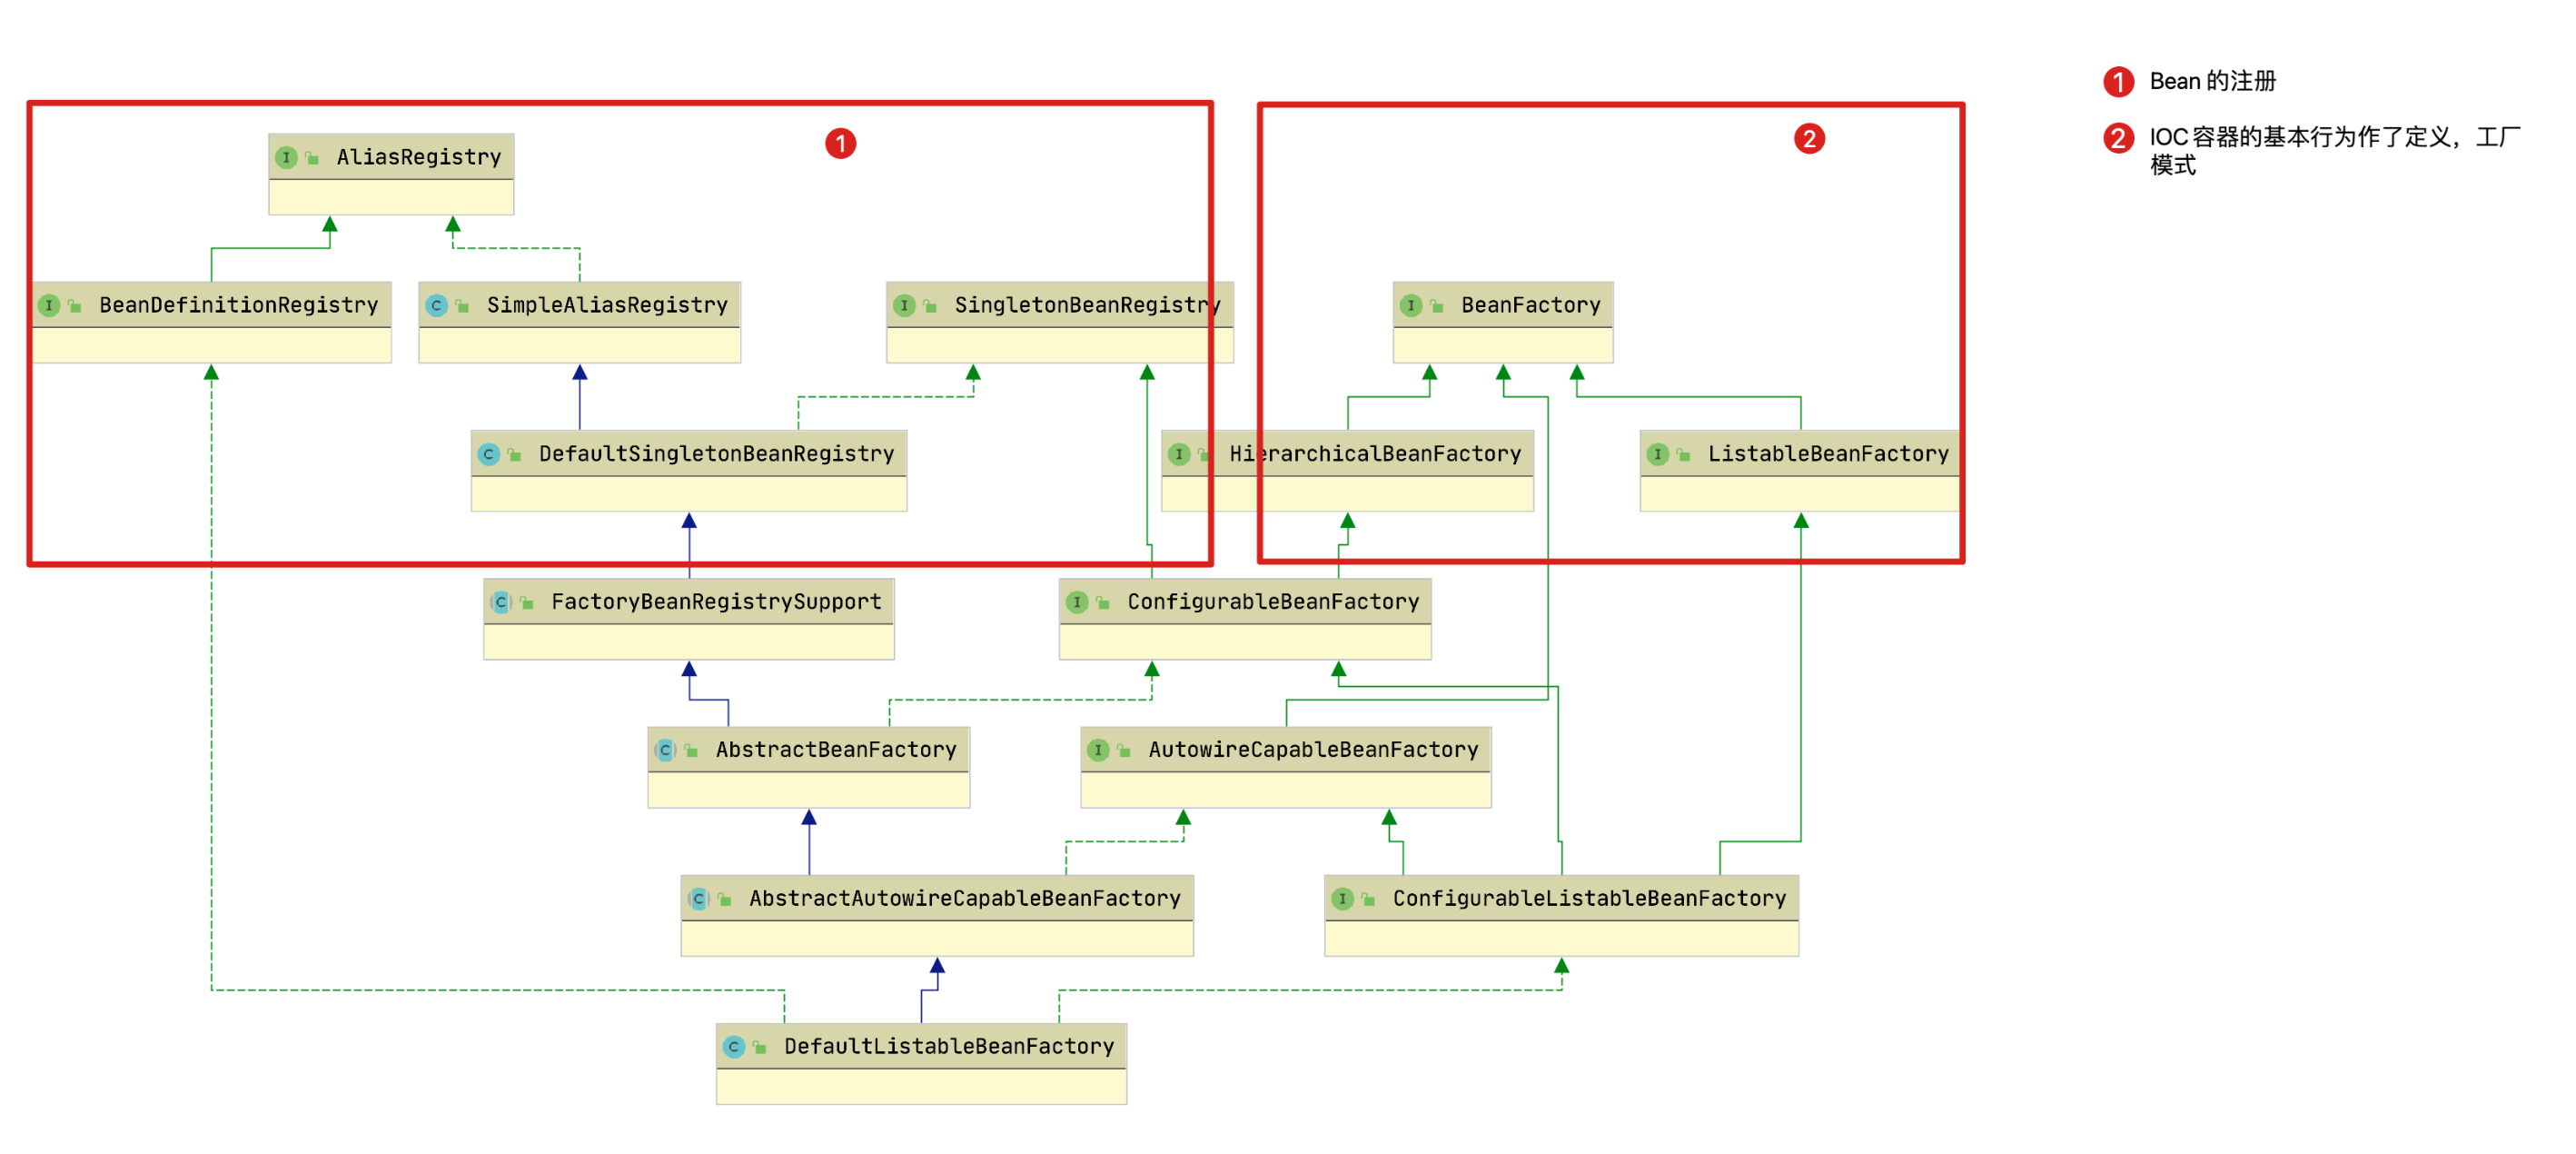 1 Bean 的注册
2 IOC 容器的基本行为作了定义，工厂
模式
1
2
I AliasRegistry
I BeanDefinitionRegistry
C SimpleAliasRegistry
I SingletonBeanRegistry
I BeanFactory
C DefaultSingletonBeanRegistry
I HierarchicalBeanFactory
I ListableBeanFactory
C FactoryBeanRegistrySupport
I ConfigurableBeanFactory
C AbstractBeanFactory
I AutowireCapableBeanFactory
C AbstractAutowireCapableBeanFactory
I ConfigurableListableBeanFactory
C DefaultListableBeanFactory